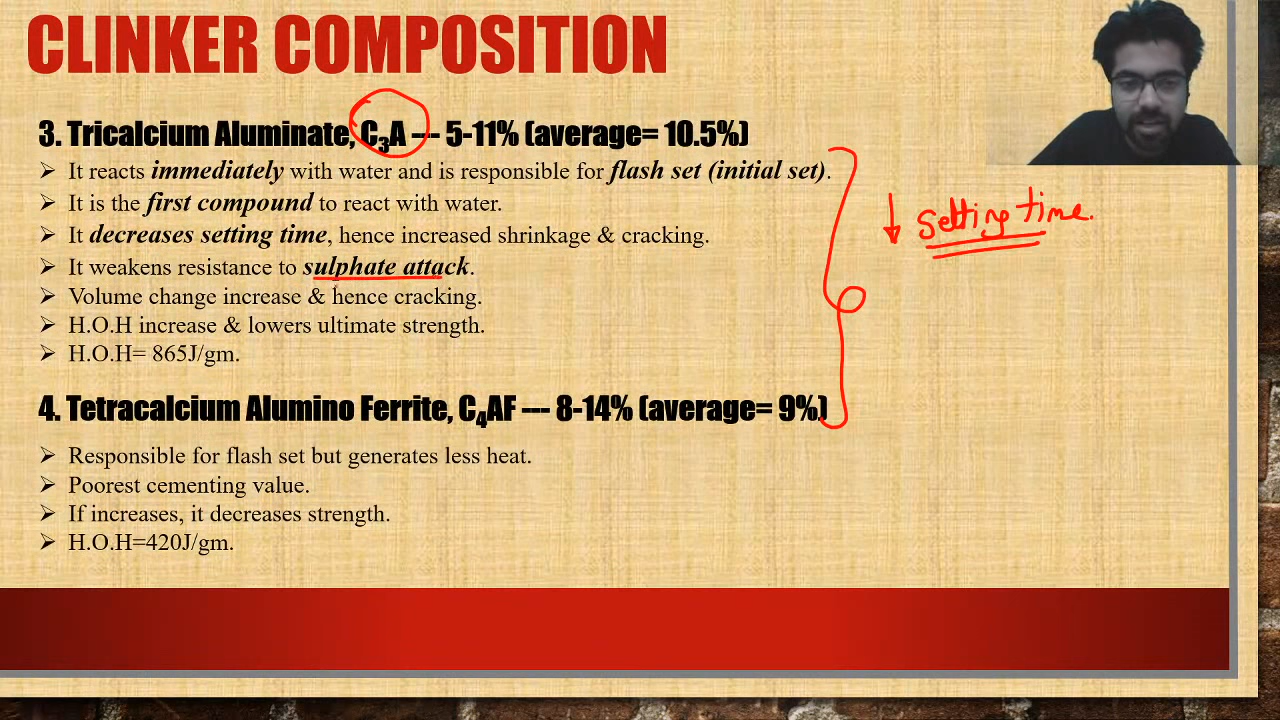 CLINKER COMPOSITION
3. Tricalcium Aluminate, C₃A --- 5-11% (average= 10.5%)
➢ It reacts immediately with water and is responsible for flash set (initial set).
➢ It is the first compound to react with water.
➢ It decreases setting time, hence increased shrinkage & cracking.
➢ It weakens resistance to sulphate attack.
➢ Volume change increase & hence cracking.
➢ H.O.H increase & lowers ultimate strength.
➢ H.O.H= 865J/gm.
↓ setting time.
4. Tetracalcium Alumino Ferrite, C₄AF --- 8-14% (average= 9%)
➢ Responsible for flash set but generates less heat.
➢ Poorest cementing value.
➢ If increases, it decreases strength.
➢ H.O.H=420J/gm.